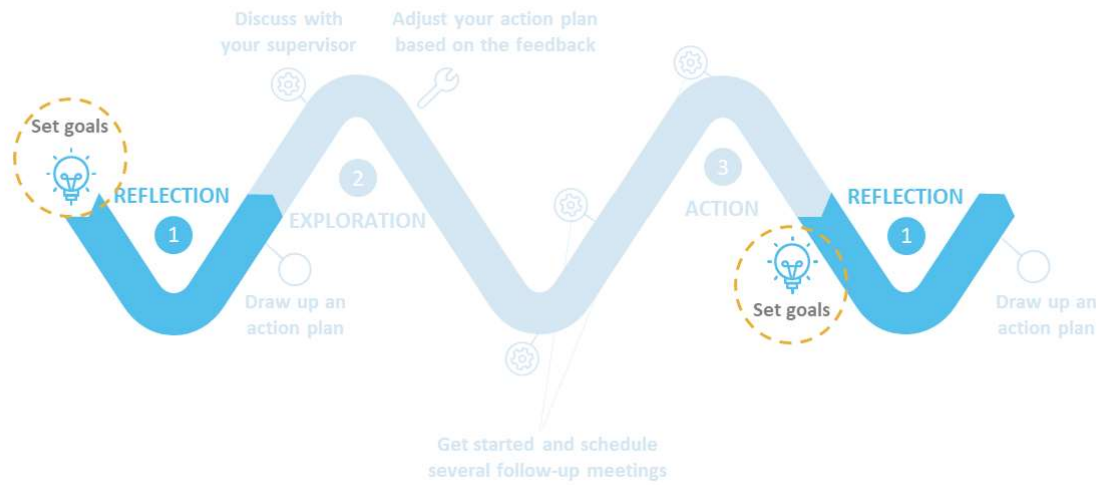 Discuss with
your supervisor
Adjust your action plan
based on the feedback
Set goals
REFLECTION
1
2
EXPLORATION
Draw up an
action plan
3
ACTION
REFLECTION
1
Set goals
Draw up an
action plan
Get started and schedule
several follow-up meetings